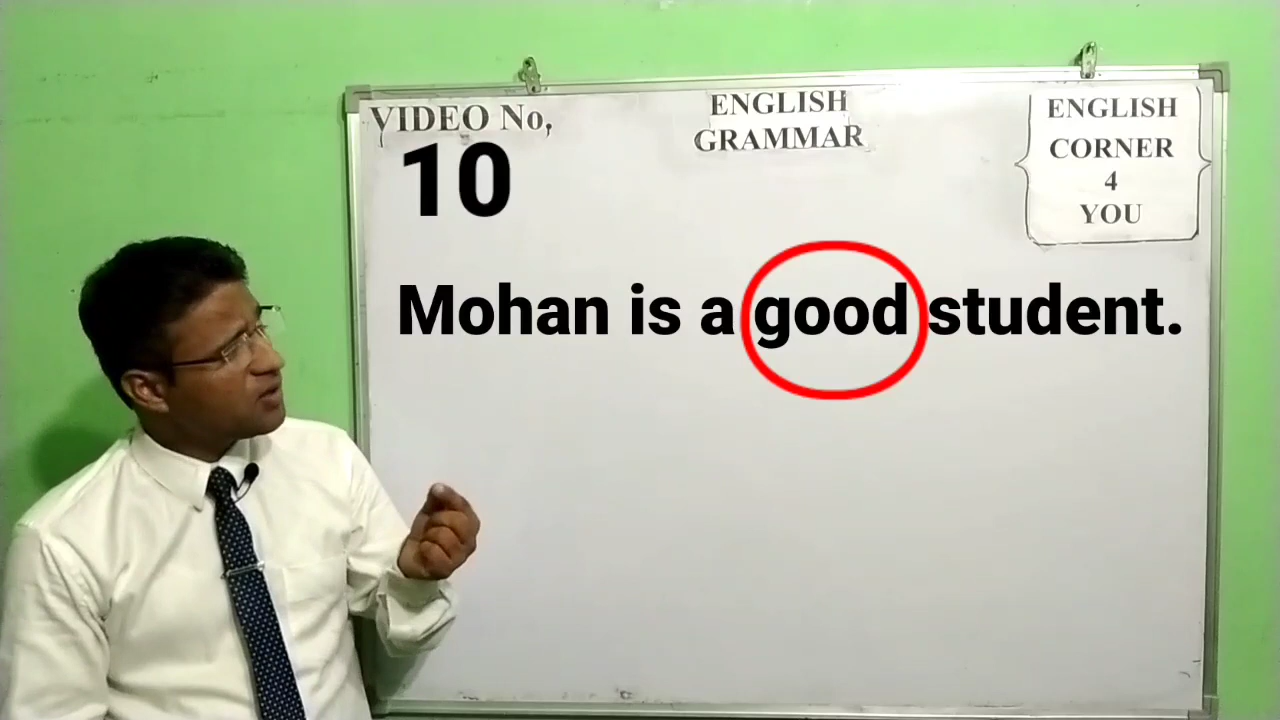 VIDEO No,
10
ENGLISH
GRAMMAR
ENGLISH
CORNER
4
YOU
Mohan is a good student.